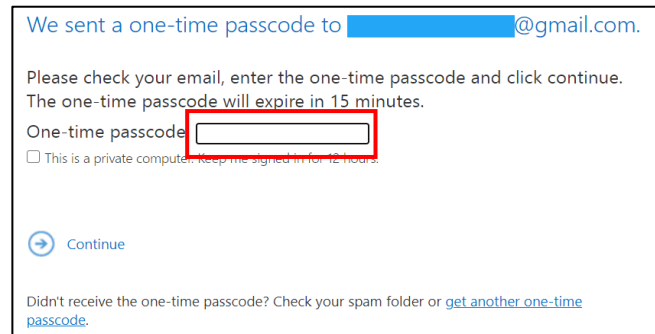 We sent a one-time passcode to @gmail.com.
Please check your email, enter the one-time passcode and click continue.
The one-time passcode will expire in 15 minutes.
One-time passcode
This is a private computer. Keep me signed in for 12 hours.
Continue
Didn't receive the one-time passcode? Check your spam folder or get another one-time
passcode.